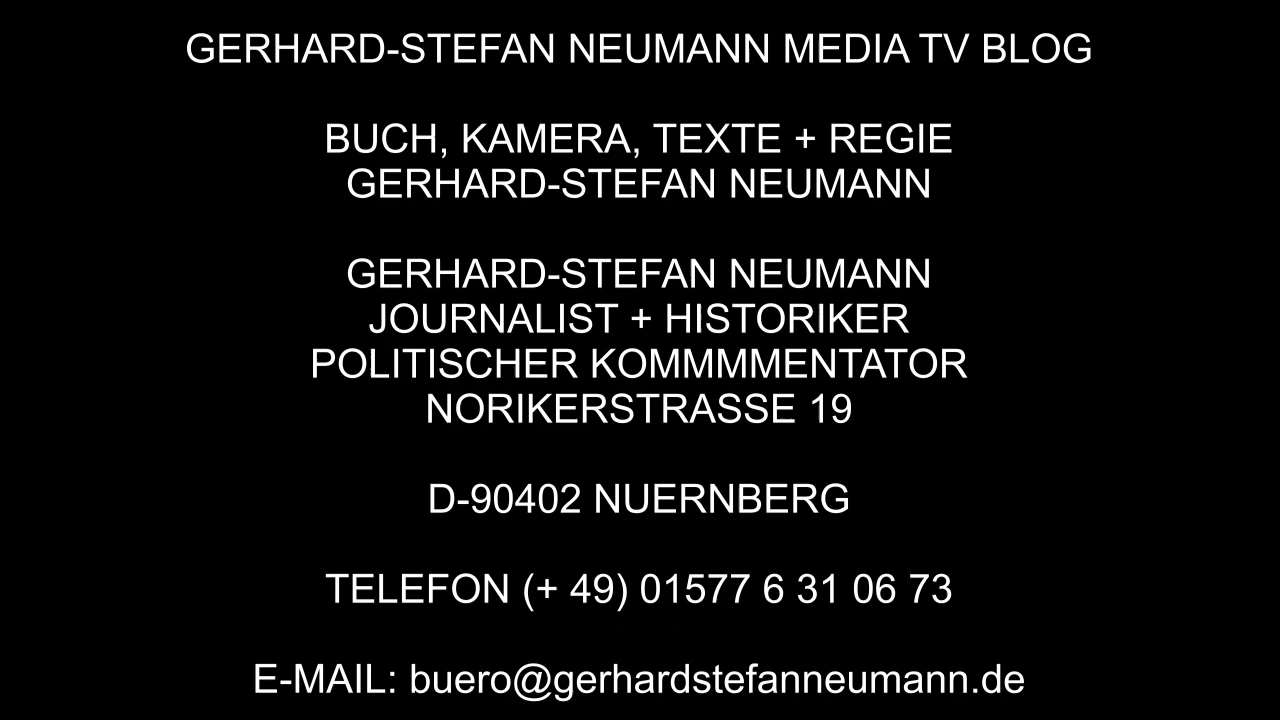 GERHARD-STEFAN NEUMANN MEDIA TV BLOG
BUCH, KAMERA, TEXTE + REGIE
GERHARD-STEFAN NEUMANN
GERHARD-STEFAN NEUMANN
JOURNALIST + HISTORIKER
POLITISCHER KOMMMMENTATOR
NORIKERSTRASSE 19
D-90402 NUERNBERG
TELEFON (+ 49) 01577 6 31 06 73
E-MAIL: buero@gerhardstefanneumann.de